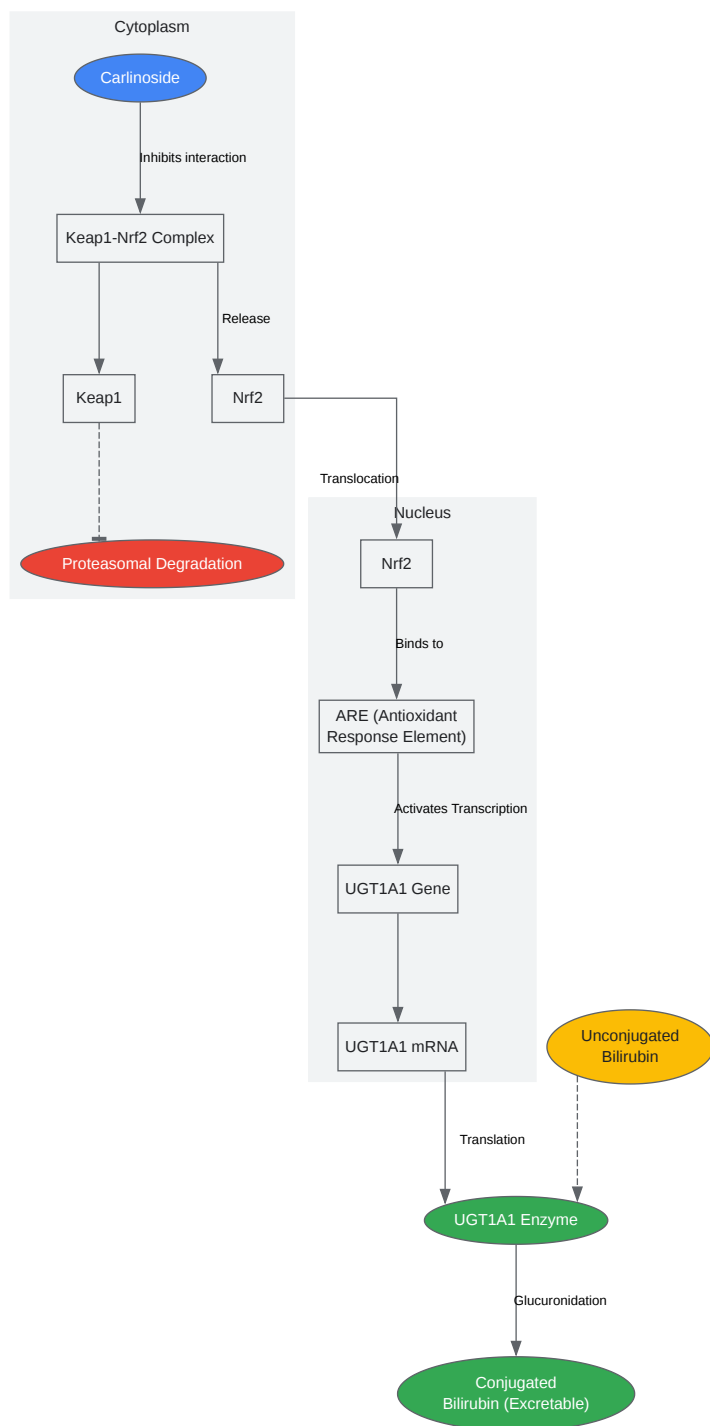 Cytoplasm
Carlinoside
Inhibits interaction
Keap1-Nrf2 Complex
Release
Keap1
Nrf2
Translocation
Nucleus
Proteasomal Degradation
Nrf2
Binds to
ARE (Antioxidant
Response Element)
Activates Transcription
UGT1A1 Gene
UGT1A1 mRNA
Unconjugated
Bilirubin
Translation
UGT1A1 Enzyme
Glucuronidation
Conjugated
Bilirubin (Excretable)